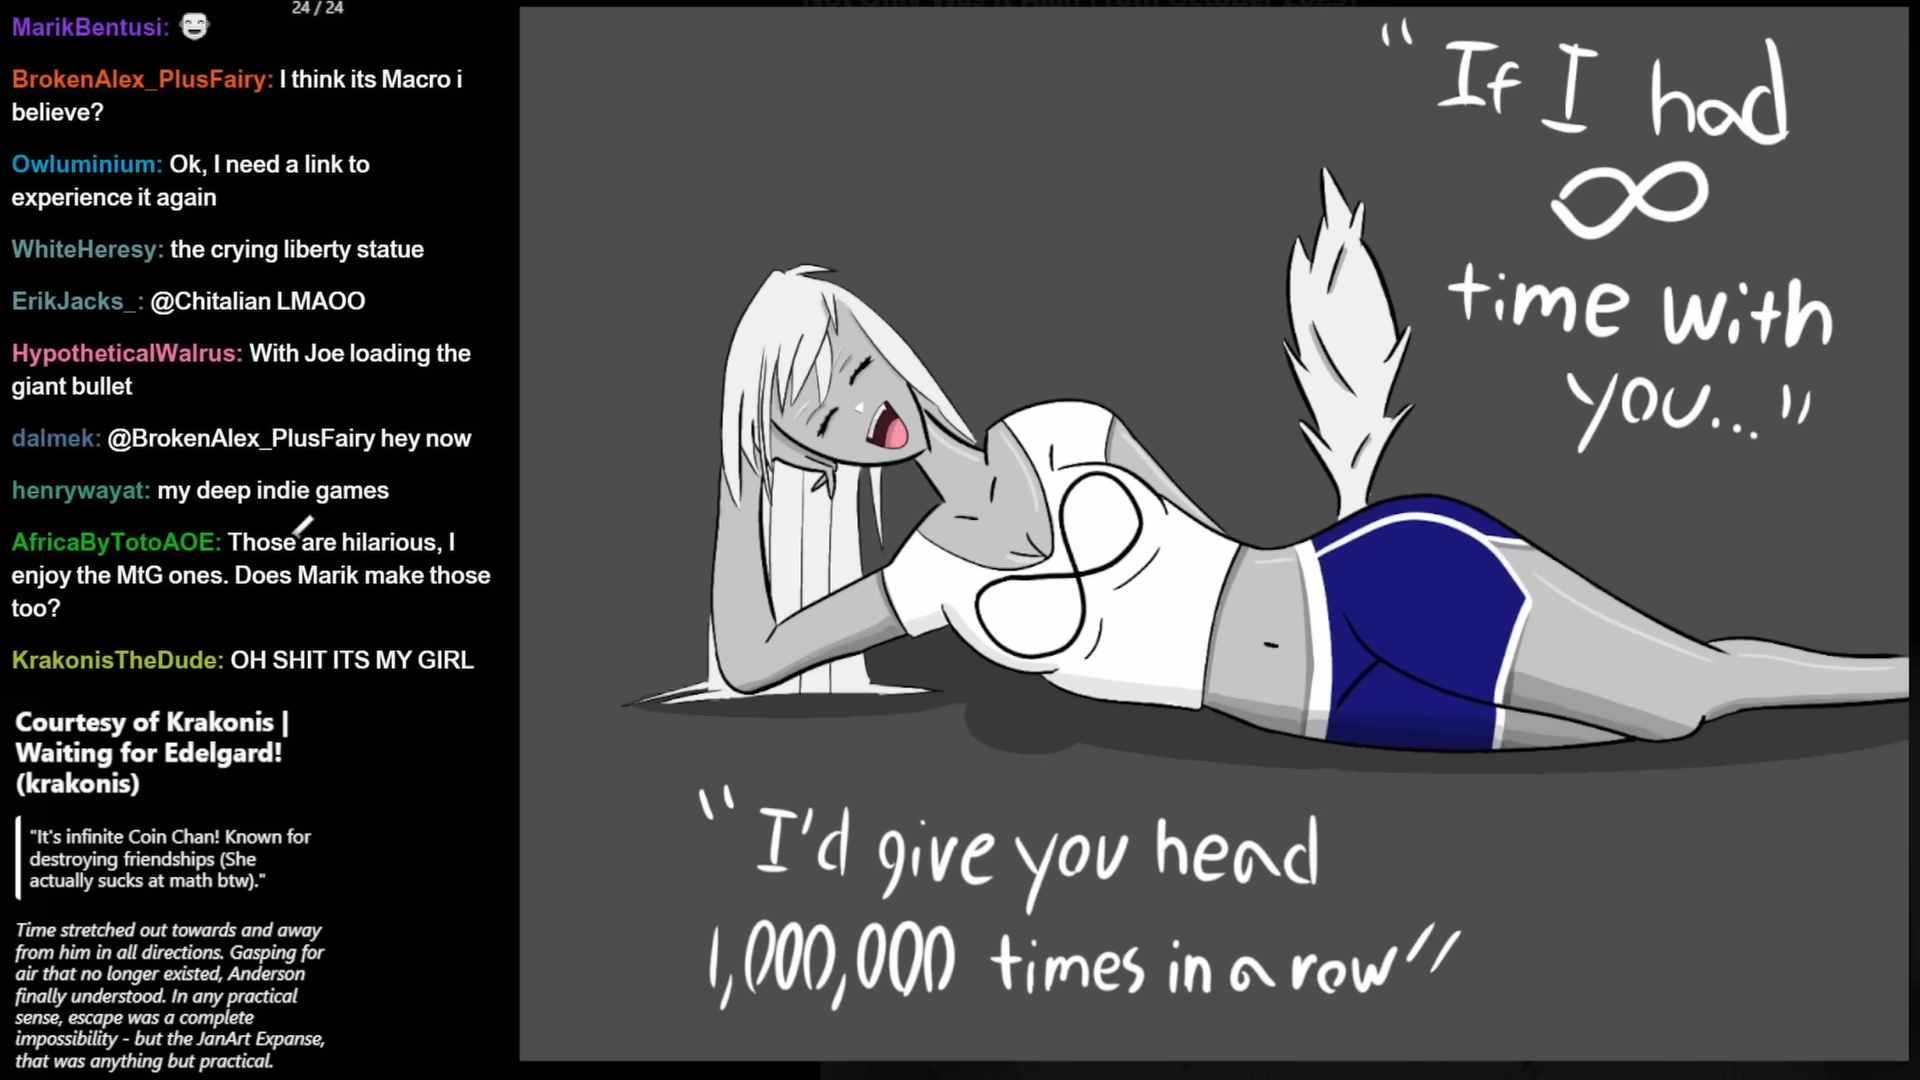 24 / 24
MarikBentusi:
BrokenAlex_PlusFairy: I think its Macro i
believe?
Owluminium: Ok, I need a link to
experience it again
WhiteHeresy: the crying liberty statue
ErikJacks_: @Chitalian LMAOO
HypotheticalWalrus: With Joe loading the
giant bullet
dalmek: @BrokenAlex_PlusFairy hey now
henrywayat: my deep indie games
AfricaByTotoAOE: Those are hilarious, I
enjoy the MtG ones. Does Marik make those
too?
KrakonisTheDude: OH SHIT ITS MY GIRL
Courtesy of Krakonis |
Waiting for Edelgard!
(krakonis)
"It's infinite Coin Chan! Known for
destroying friendships (She
actually sucks at math btw)."
Time stretched out towards and away
from him in all directions. Gasping for
air that no longer existed, Anderson
finally understood. In any practical
sense, escape was a complete
impossibility - but the JanArt Expanse,
that was anything but practical.
"If I had
∞
time with
you..."
"I'd give you head
1,000,000 times in a row"